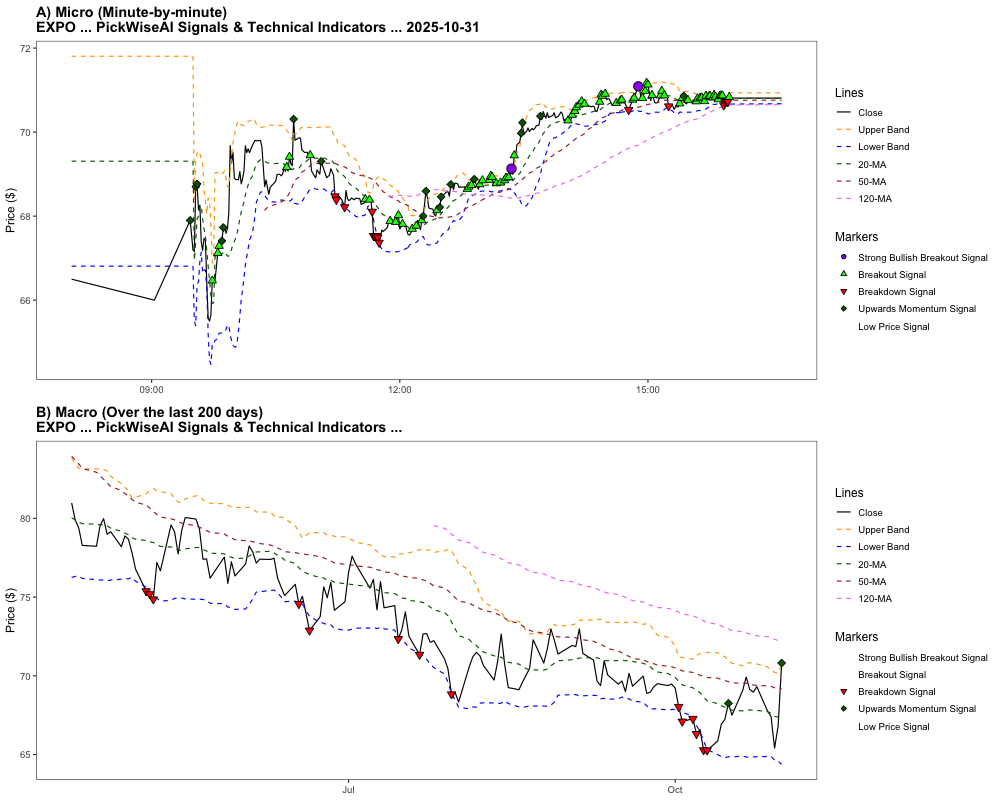 A) Micro (Minute-by-minute)
EXPO ... PickWiseAI Signals & Technical Indicators ... 2025-10-31
72
70
68
66
Price ($)
09:00
12:00
15:00
Lines
Close
Upper Band
Lower Band
20-MA
50-MA
120-MA
Markers
Strong Bullish Breakout Signal
Breakout Signal
Breakdown Signal
Upwards Momentum Signal
Low Price Signal
B) Macro (Over the last 200 days)
EXPO ... PickWiseAI Signals & Technical Indicators ...
80
75
70
65
Price ($)
Jul
Oct
Lines
Close
Upper Band
Lower Band
20-MA
50-MA
120-MA
Markers
Strong Bullish Breakout Signal
Breakout Signal
Breakdown Signal
Upwards Momentum Signal
Low Price Signal